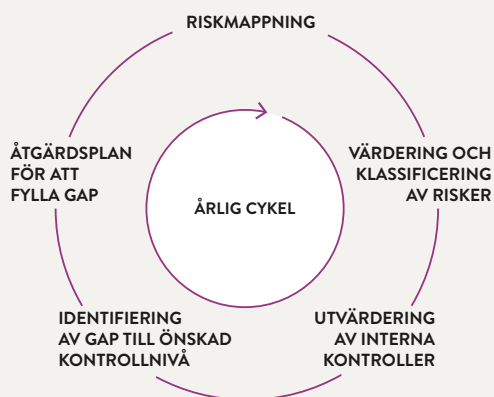 RISKMAPPNING
VÄRDERING OCH
KLASSIFICERING
AV RISKER
UTVÄRDERING
AV INTERNA
KONTROLLER
IDENTIFIERING
AV GAP TILL ÖNSKAD
KONTROLLNIVÅ
ÅTGÄRDSPLAN
FÖR ATT
FYLLA GAP
ÅRLIG CYKEL